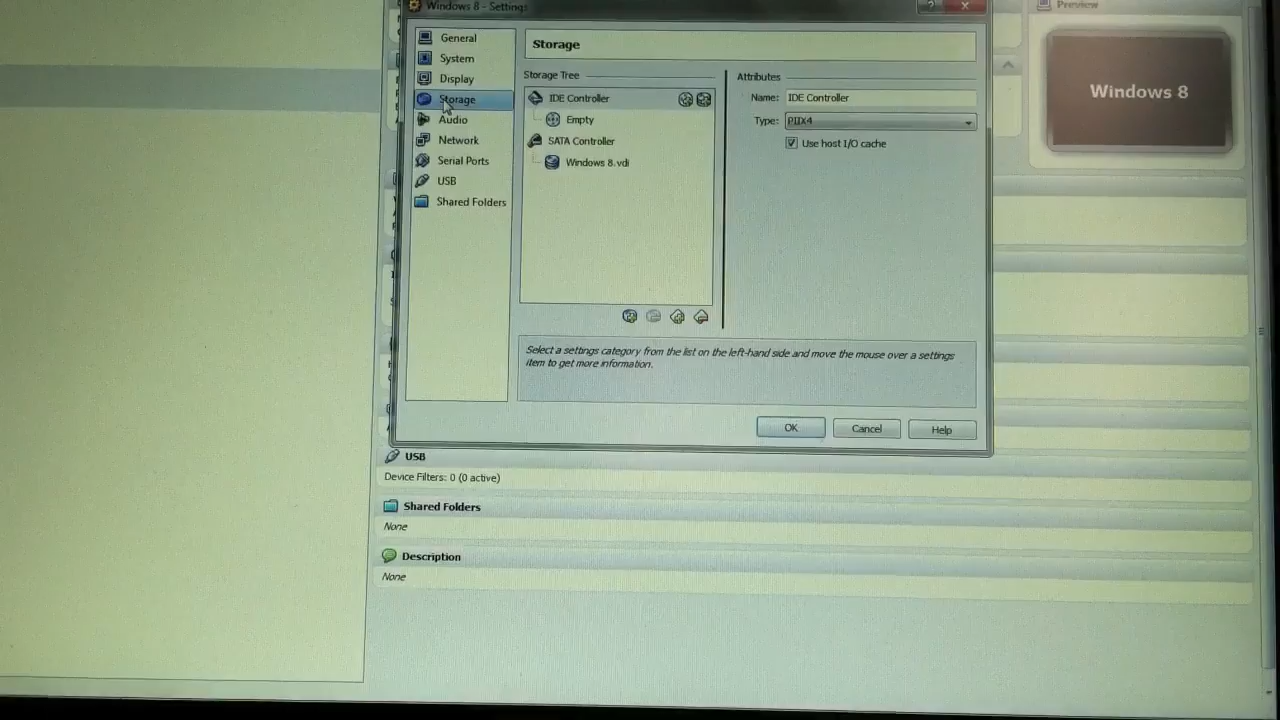 Windows 8 - Settings
?
Preview
General
System
Display
Storage
Audio
Network
Serial Ports
USB
Shared Folders
Storage
Storage Tree
IDE Controller
Empty
SATA Controller
Windows 8.vdi
Attributes
Name: IDE Controller
Type: PIIX4
Use host I/O cache
Windows 8
Select a settings category from the list on the left-hand side and move the mouse over a settings
item to get more information.
OK
Cancel
Help
USB
Device Filters: 0 (0 active)
Shared Folders
None
Description
None